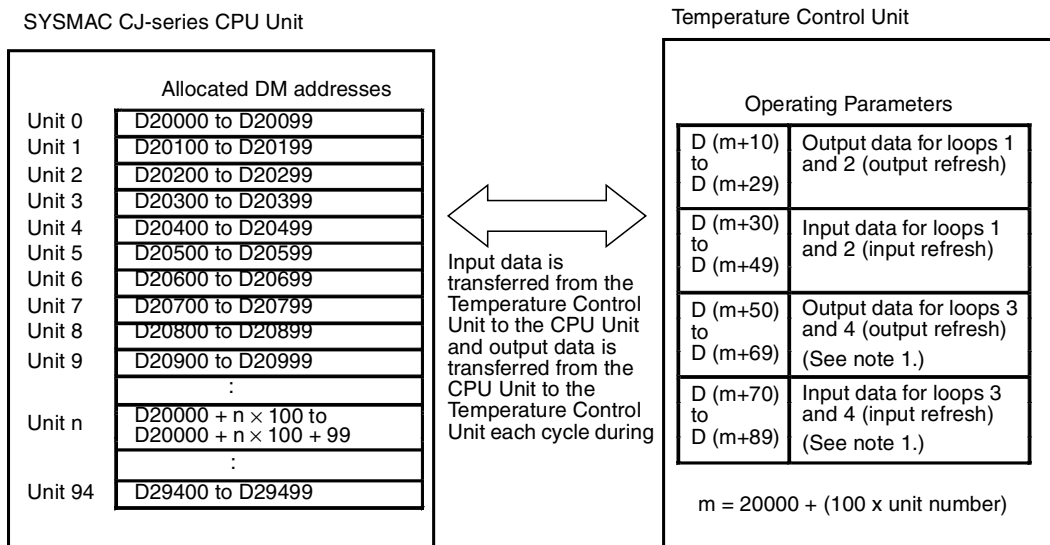 SYSMAC CJ-series CPU Unit
Allocated DM addresses
Unit 0 D20000 to D20099
Unit 1 D20100 to D20199
Unit 2 D20200 to D20299
Unit 3 D20300 to D20399
Unit 4 D20400 to D20499
Unit 5 D20500 to D20599
Unit 6 D20600 to D20699
Unit 7 D20700 to D20799
Unit 8 D20800 to D20899
Unit 9 D20900 to D20999
:
Unit n D20000 + n × 100 to
D20000 + n × 100 + 99
:
Unit 94 D29400 to D29499
Input data is
transferred from the
Temperature Control
Unit to the CPU Unit
and output data is
transferred from the
CPU Unit to the
Temperature Control
Unit each cycle during
Temperature Control Unit
Operating Parameters
D (m+10) Output data for loops 1
to and 2 (output refresh)
D (m+29)
D (m+30) Input data for loops 1
to and 2 (input refresh)
D (m+49)
D (m+50) Output data for loops 3
to and 4 (output refresh)
D (m+69) (See note 1.)
D (m+70) Input data for loops 3
to and 4 (input refresh)
D (m+89) (See note 1.)
m = 20000 + (100 x unit number)